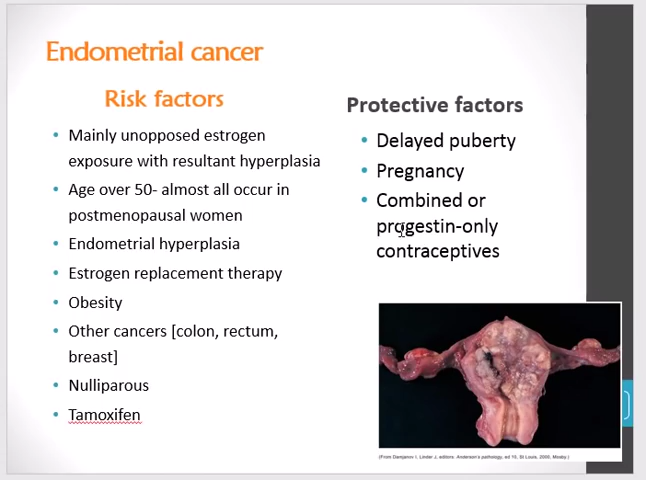 Endometrial cancer
Risk factors
• Mainly unopposed estrogen
exposure with resultant hyperplasia
• Age over 50- almost all occur in
postmenopausal women
• Endometrial hyperplasia
• Estrogen replacement therapy
• Obesity
• Other cancers [colon, rectum,
breast]
• Nulliparous
• Tamoxifen
Protective factors
• Delayed puberty
• Pregnancy
• Combined or
progestin-only
contraceptives
(From Damjanov I, Linder J, editors: Anderson's pathology, ed 10, St Louis, 2000, Mosby.)